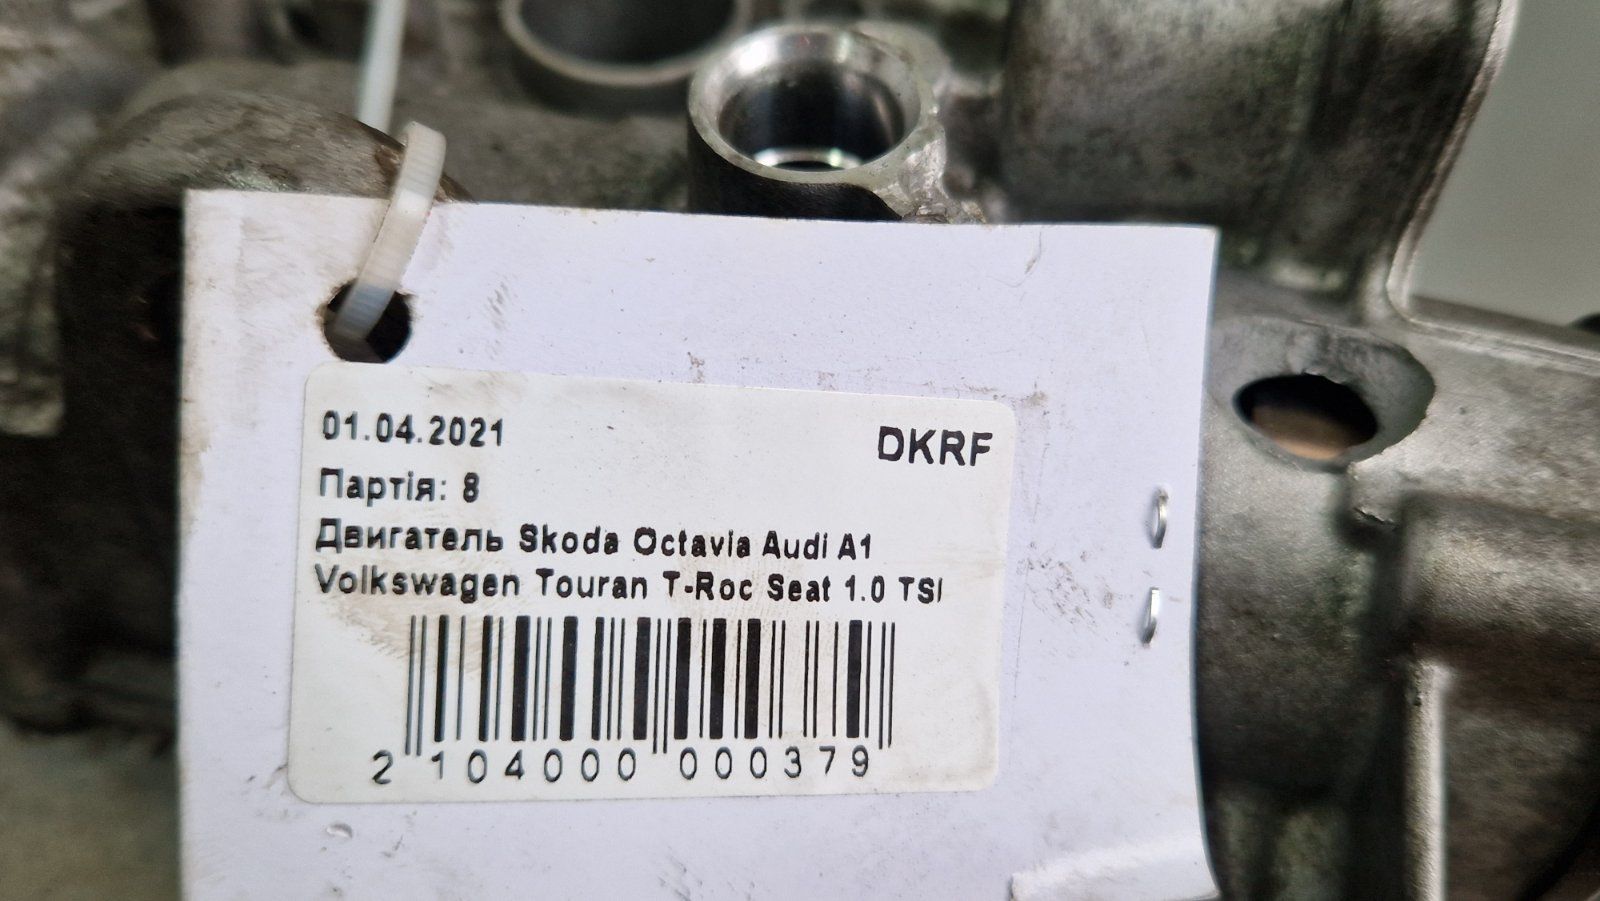 01.04.2021 DKRF
Партія: 8
Двигатель Skoda Octavia Audi A1
Volkswagen Touran T-Roc Seat 1.0 TSI
2 104000 000379